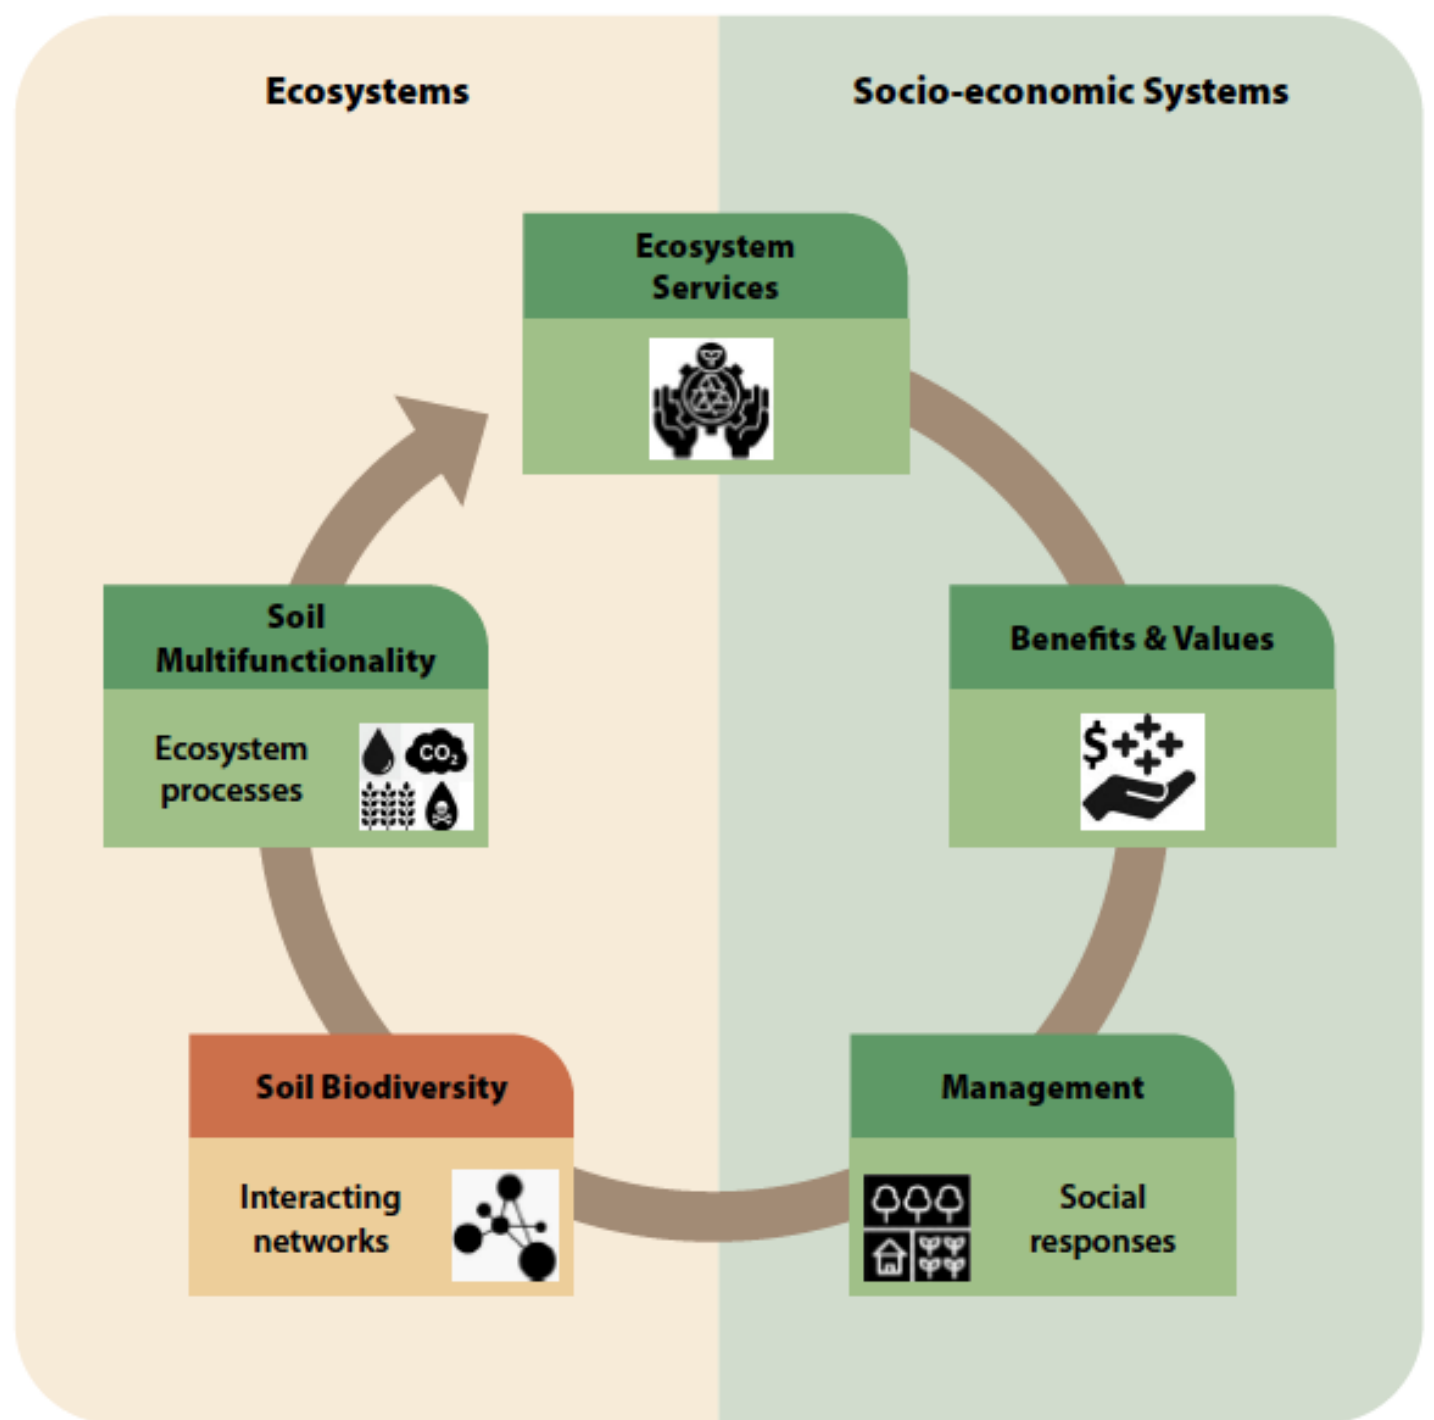 Ecosystems
Socio-economic Systems
Ecosystem
Services
Soil
Multifunctionality
Ecosystem
processes
CO₂
Benefits & Values
$
Soil Biodiversity
Interacting
networks
Management
Social
responses